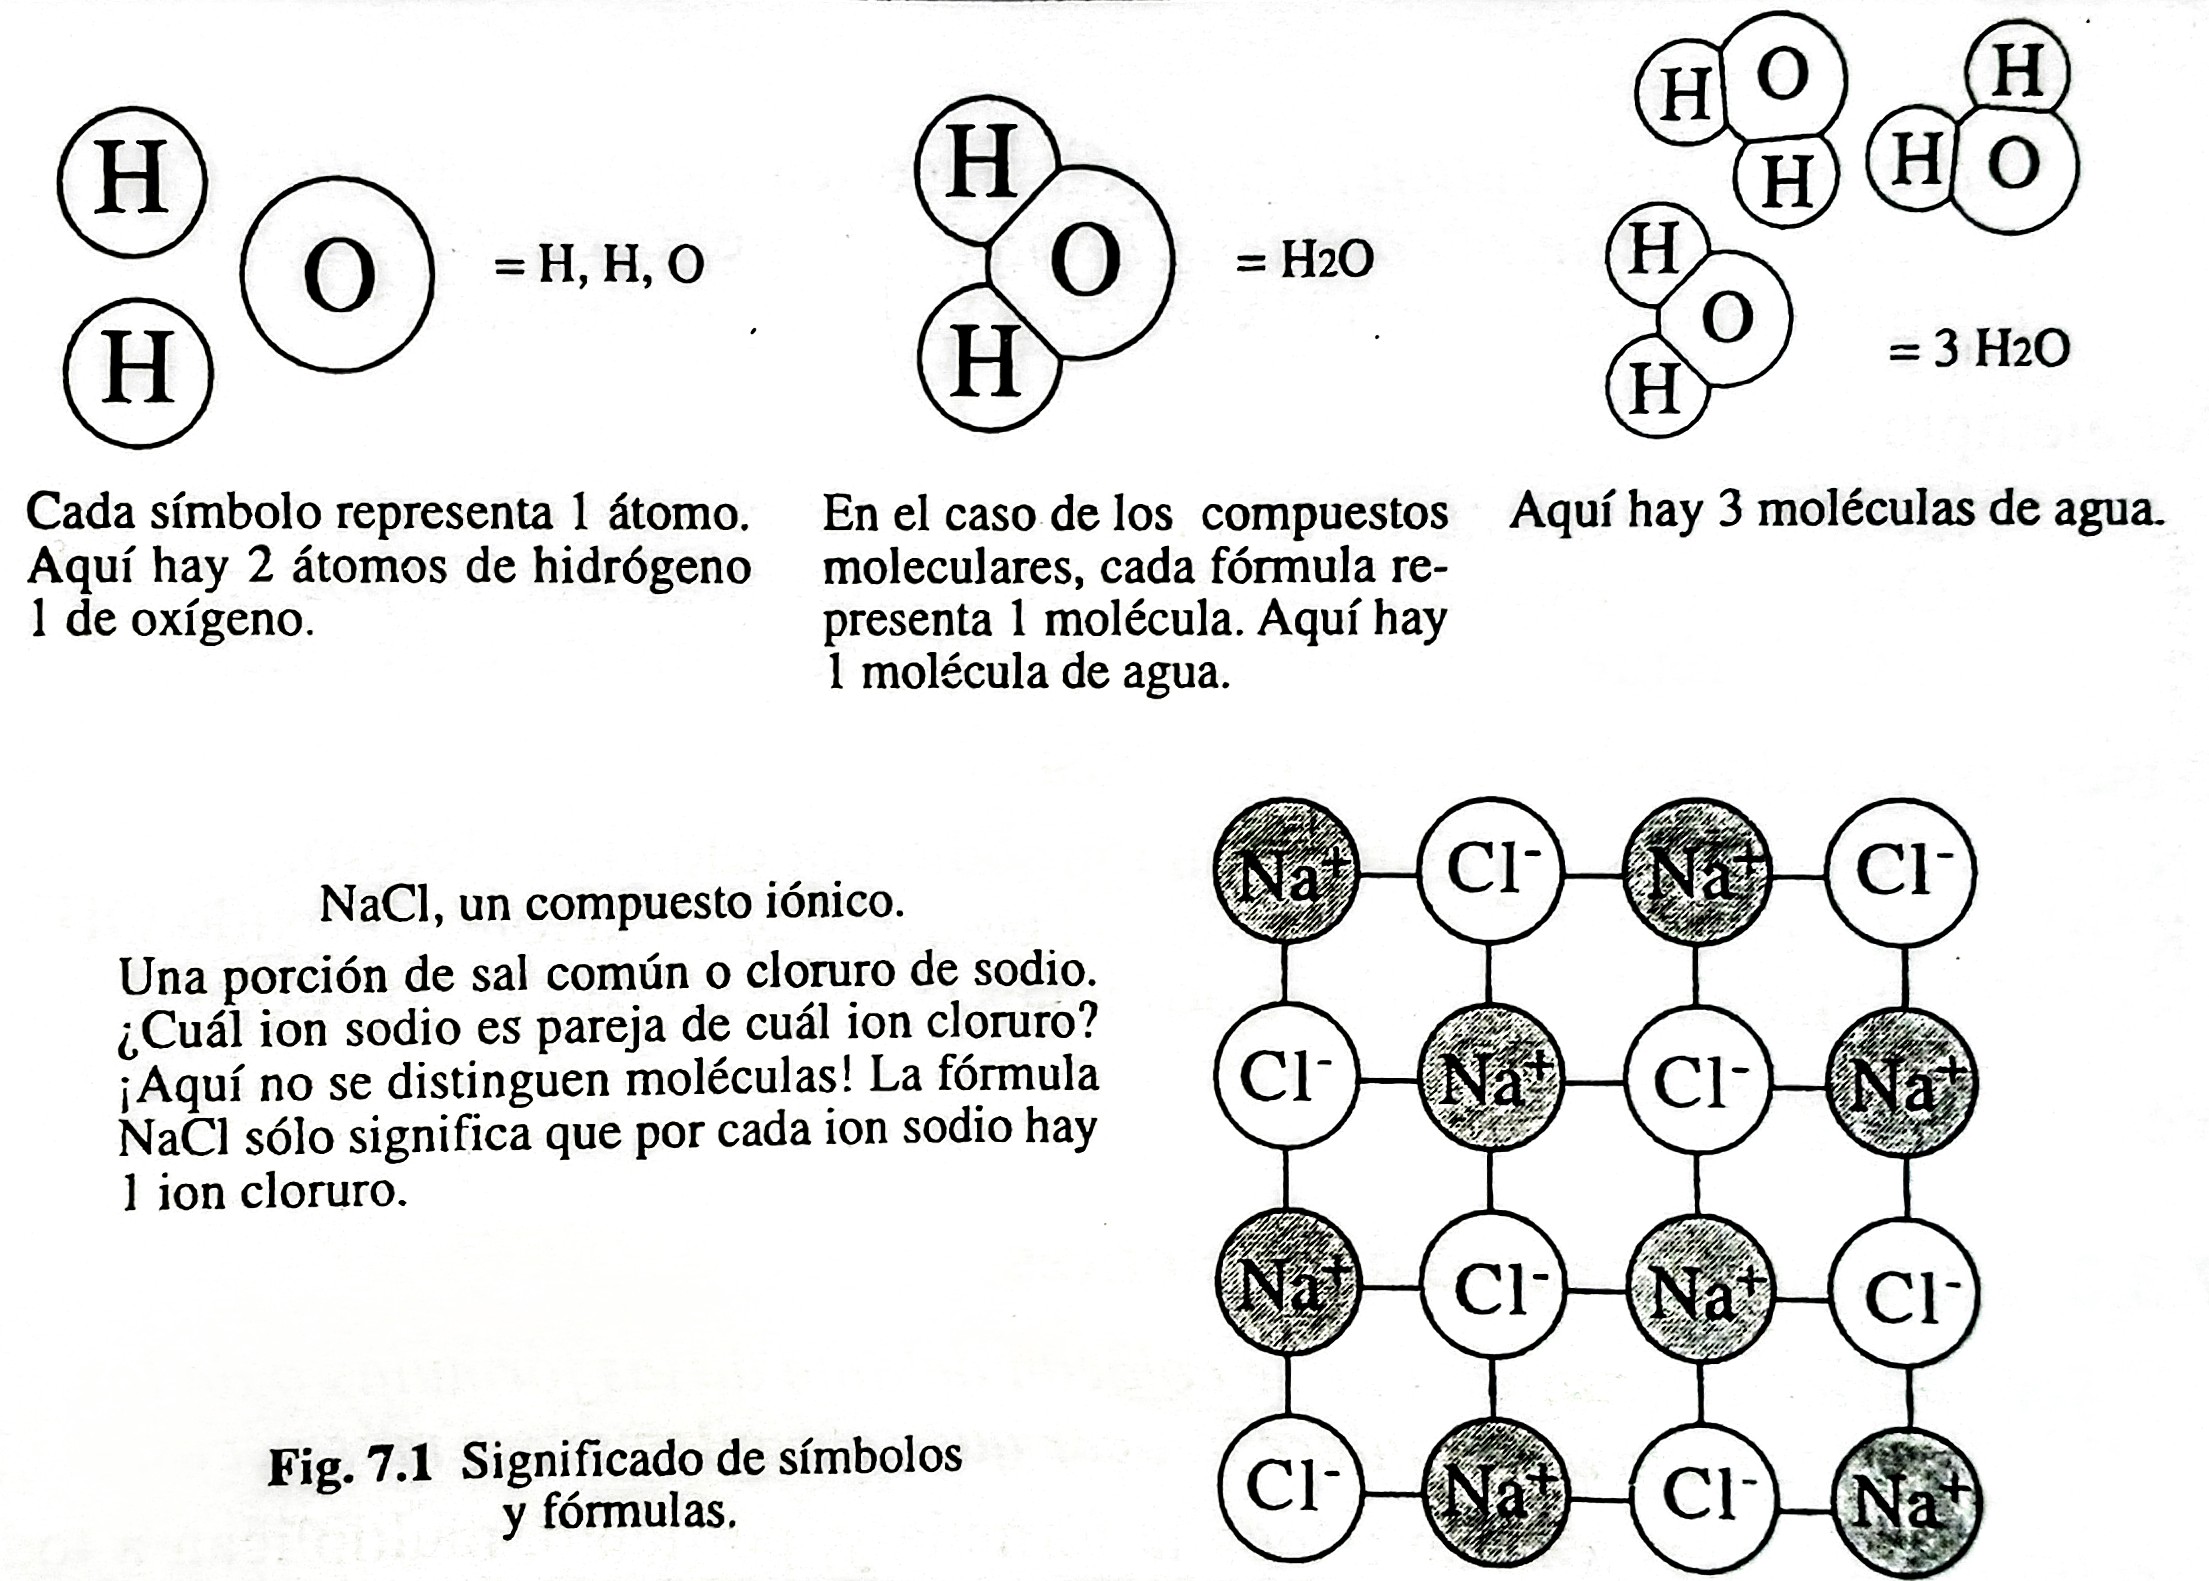 H
H
O
= H, H, O
H
O
H
= H2O
H
O
H
H
H
O
H
O
H
= 3 H2O
Cada símbolo representa 1 átomo.
Aquí hay 2 átomos de hidrógeno
1 de oxígeno.
En el caso de los compuestos
moleculares, cada fórmula re-
presenta 1 molécula. Aquí hay
1 molécula de agua.
Aquí hay 3 moléculas de agua.
NaCl, un compuesto iónico.
Una porción de sal común o cloruro de sodio.
¿Cuál ion sodio es pareja de cuál ion cloruro?
¡Aquí no se distinguen moléculas! La fórmula
NaCl sólo significa que por cada ion sodio hay
1 ion cloruro.
Na+ Cl- Na+ Cl-
Cl- Na+ Cl- Na+
Na+ Cl- Na+ Cl-
Cl- Na+ Cl- Na+
Fig. 7.1 Significado de símbolos
y fórmulas.